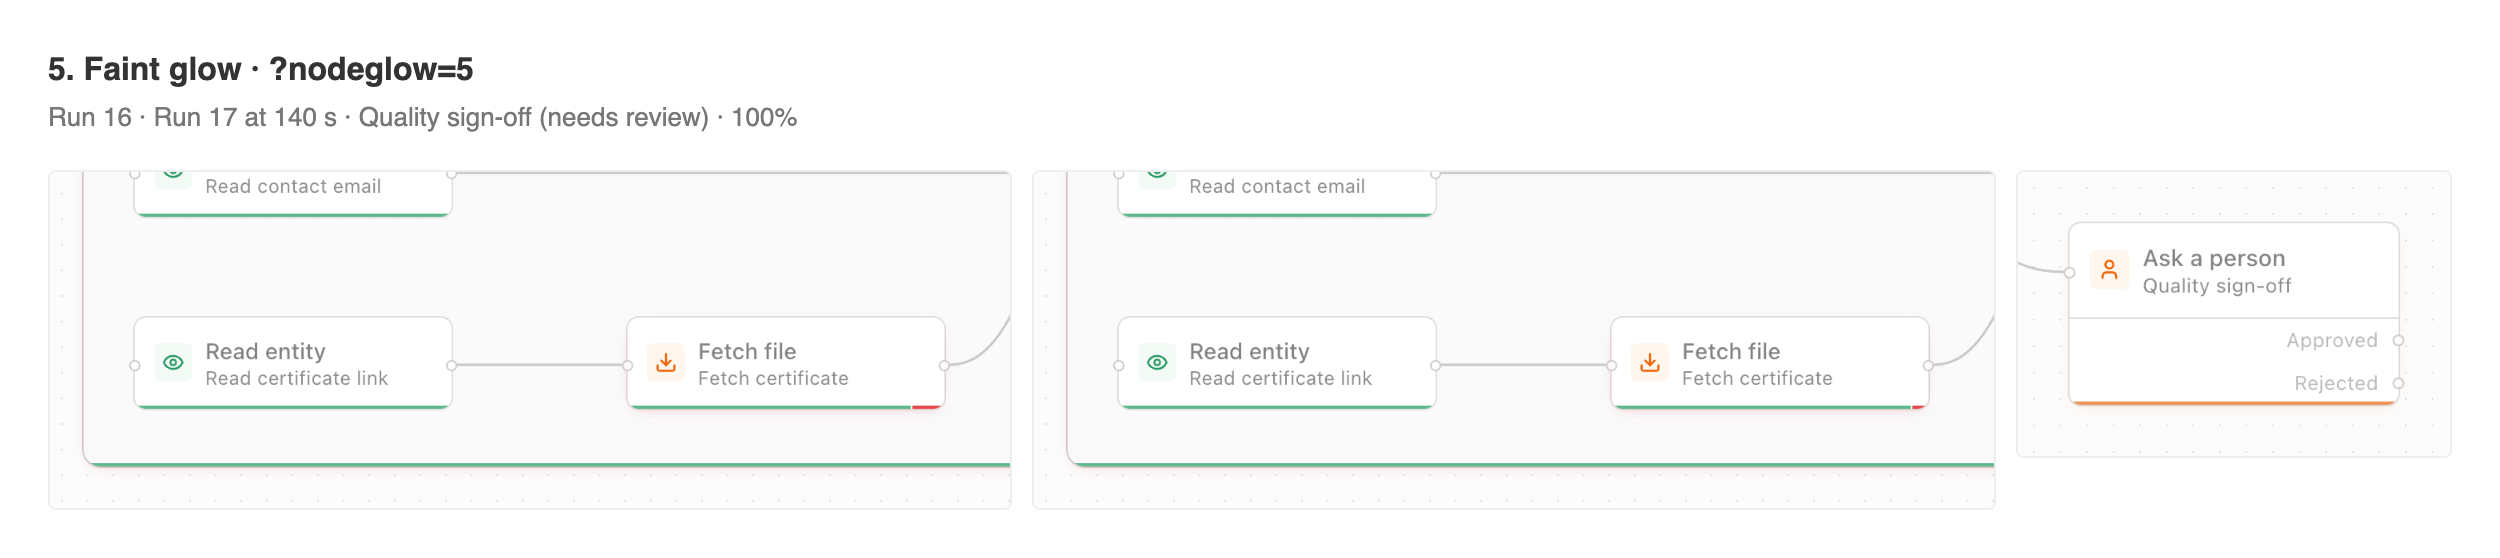 5. Faint glow · ?nodeglow=5
Run 16 · Run 17 at 140 s · Quality sign-off (needs review) · 100%
Read contact email
Read entity
Read certificate link
Fetch file
Fetch certificate
Read contact email
Read entity
Read certificate link
Fetch file
Fetch certificate
Ask a person
Quality sign-off
Approved
Rejected